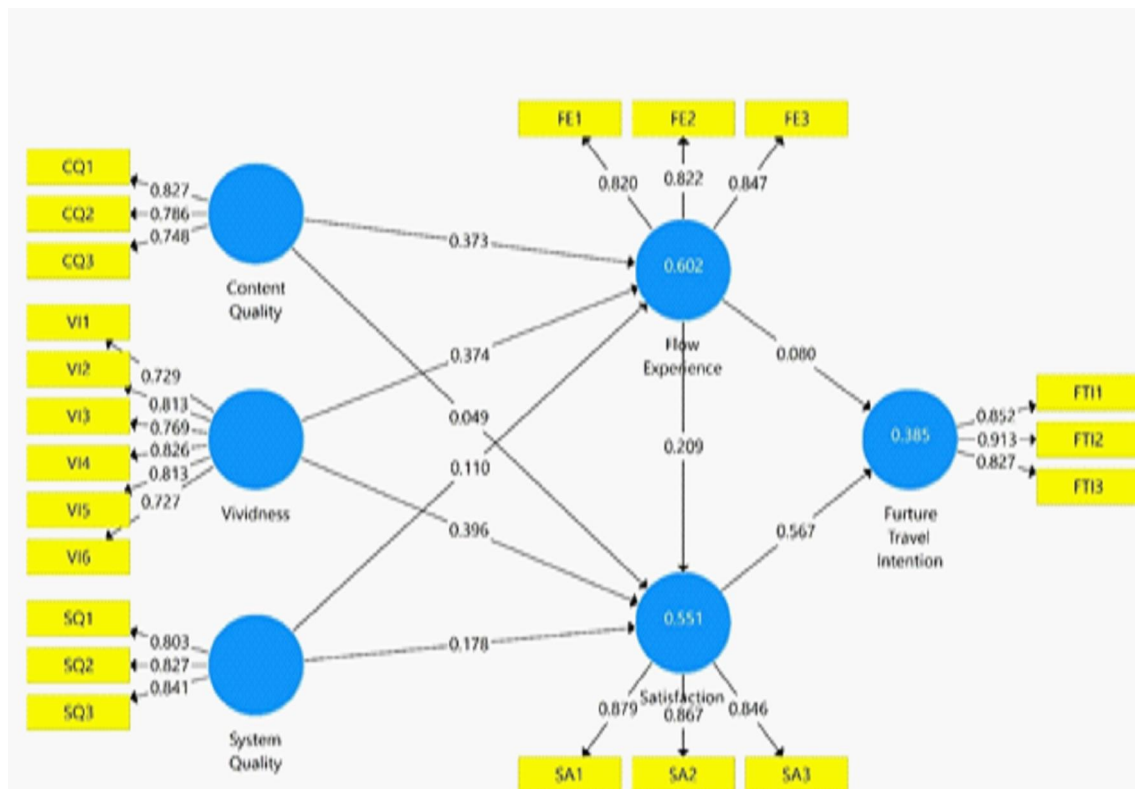 FE1
FE2
FE3
0.820
0.822
0.847
CQ1
CQ2
CQ3
0.827
0.786
0.748
Content
Quality
0.373
0.602
Flow
Experience
VI1
VI2
VI3
VI4
VI5
VI6
0.729
0.813
0.769
0.826
0.813
0.727
Vividness
0.374
0.049
0.110
0.396
0.209
0.080
0.567
0.385
Furture
Travel
Intention
0.852
0.913
0.827
FTI1
FTI2
FTI3
SQ1
SQ2
SQ3
0.803
0.827
0.841
System
Quality
0.178
0.551
Satisfaction
0.879
0.867
0.846
SA1
SA2
SA3